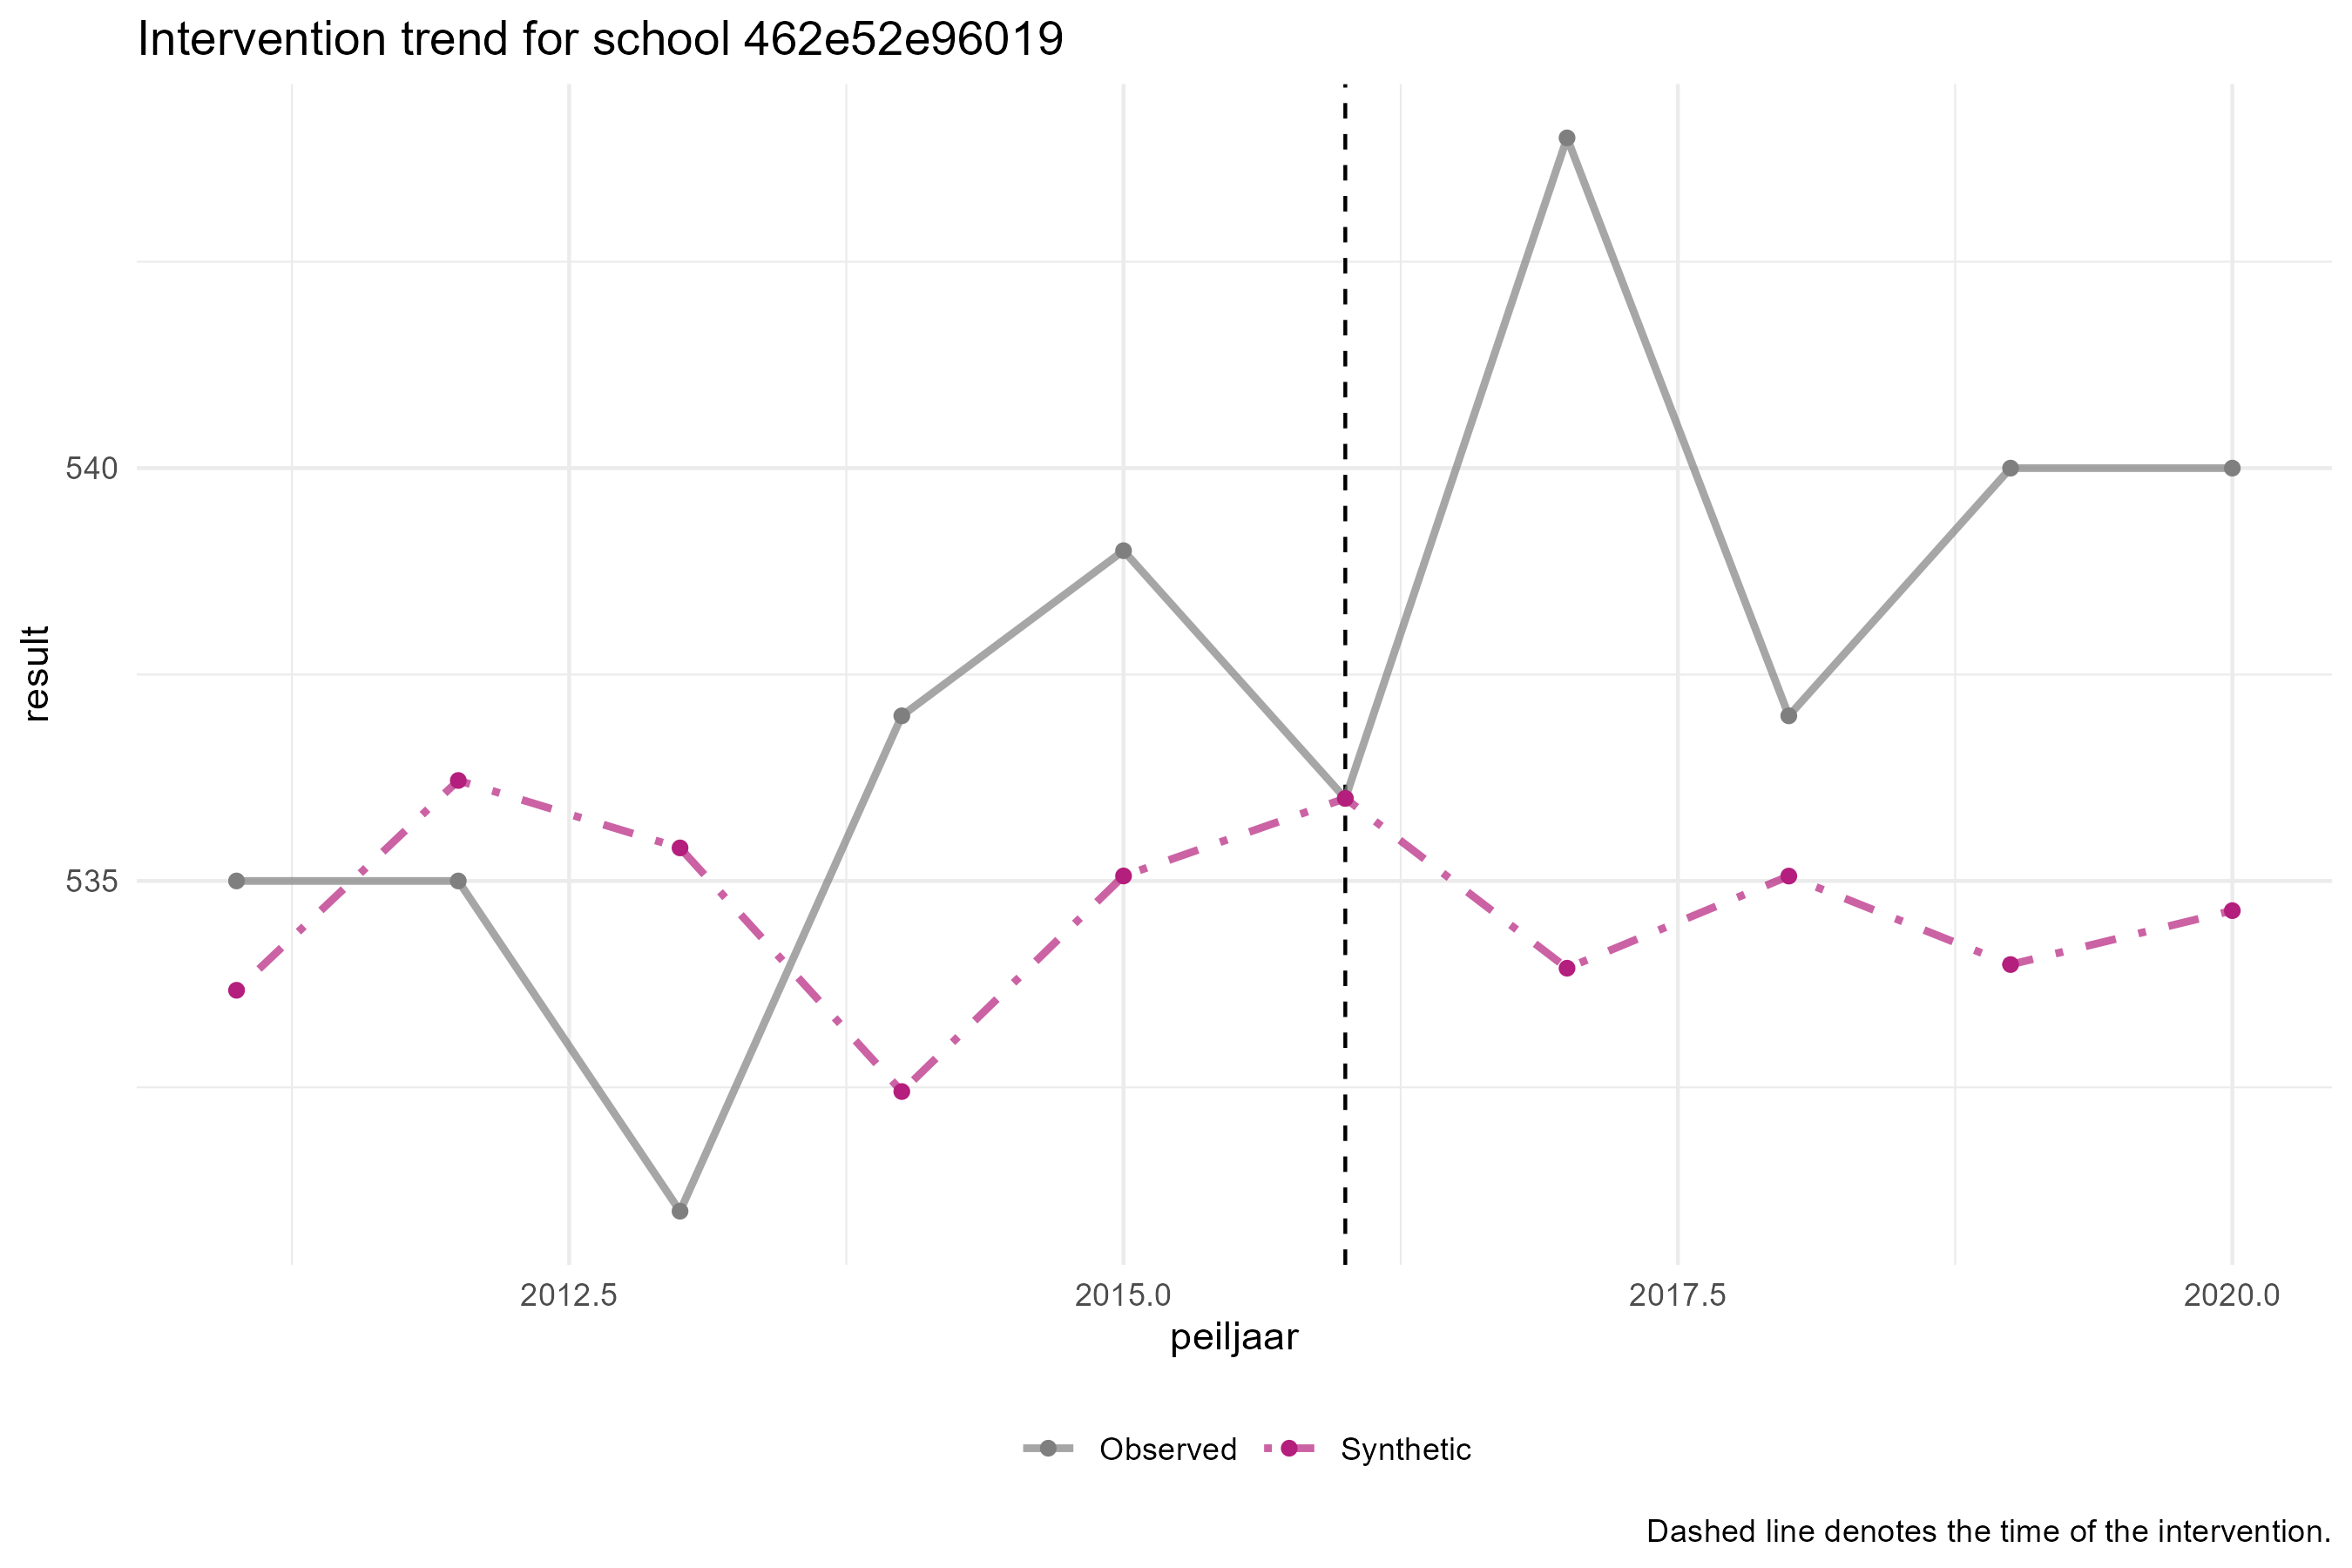 Intervention trend for school 462e52e96019
result
540
535
2012.5
2015.0
2017.5
2020.0
peiljaar
Observed
Synthetic
Dashed line denotes the time of the intervention.